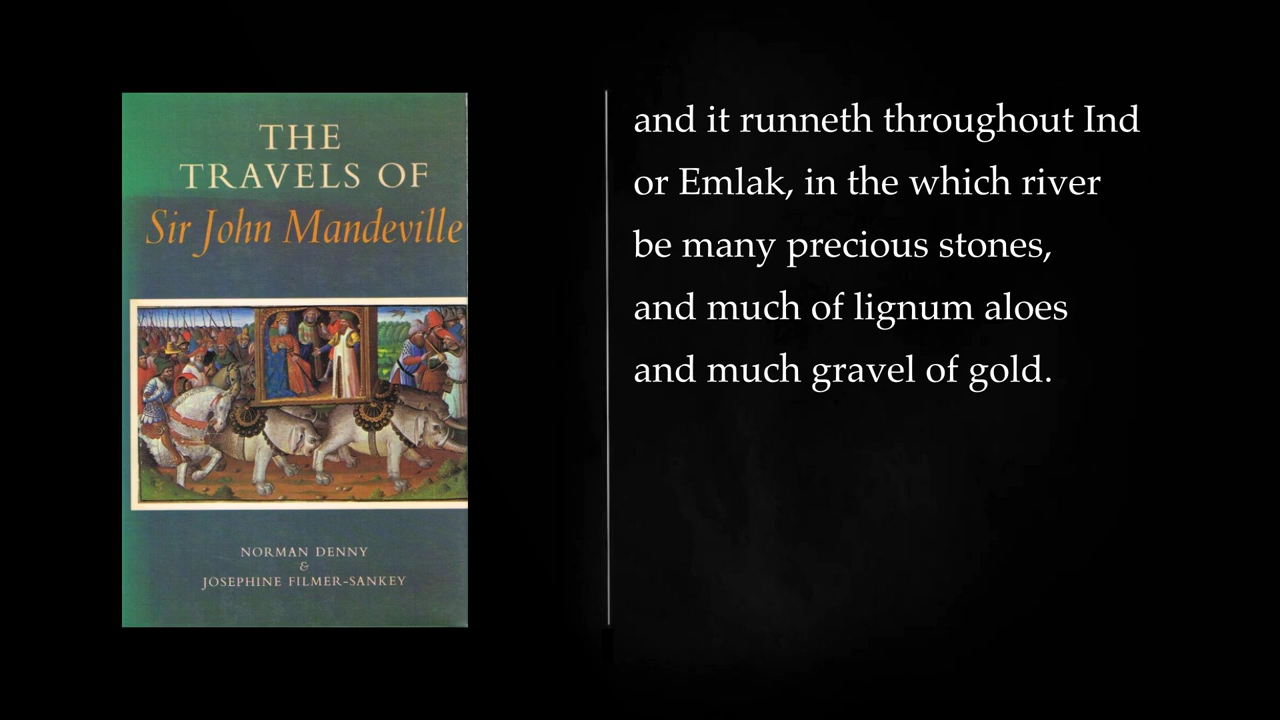 THE
TRAVELS OF
Sir John Mandeville
NORMAN DENNY
&
JOSEPHINE FILMER-SANKEY
and it runneth throughout Ind
or Emlak, in the which river
be many precious stones,
and much of lignum aloes
and much gravel of gold.